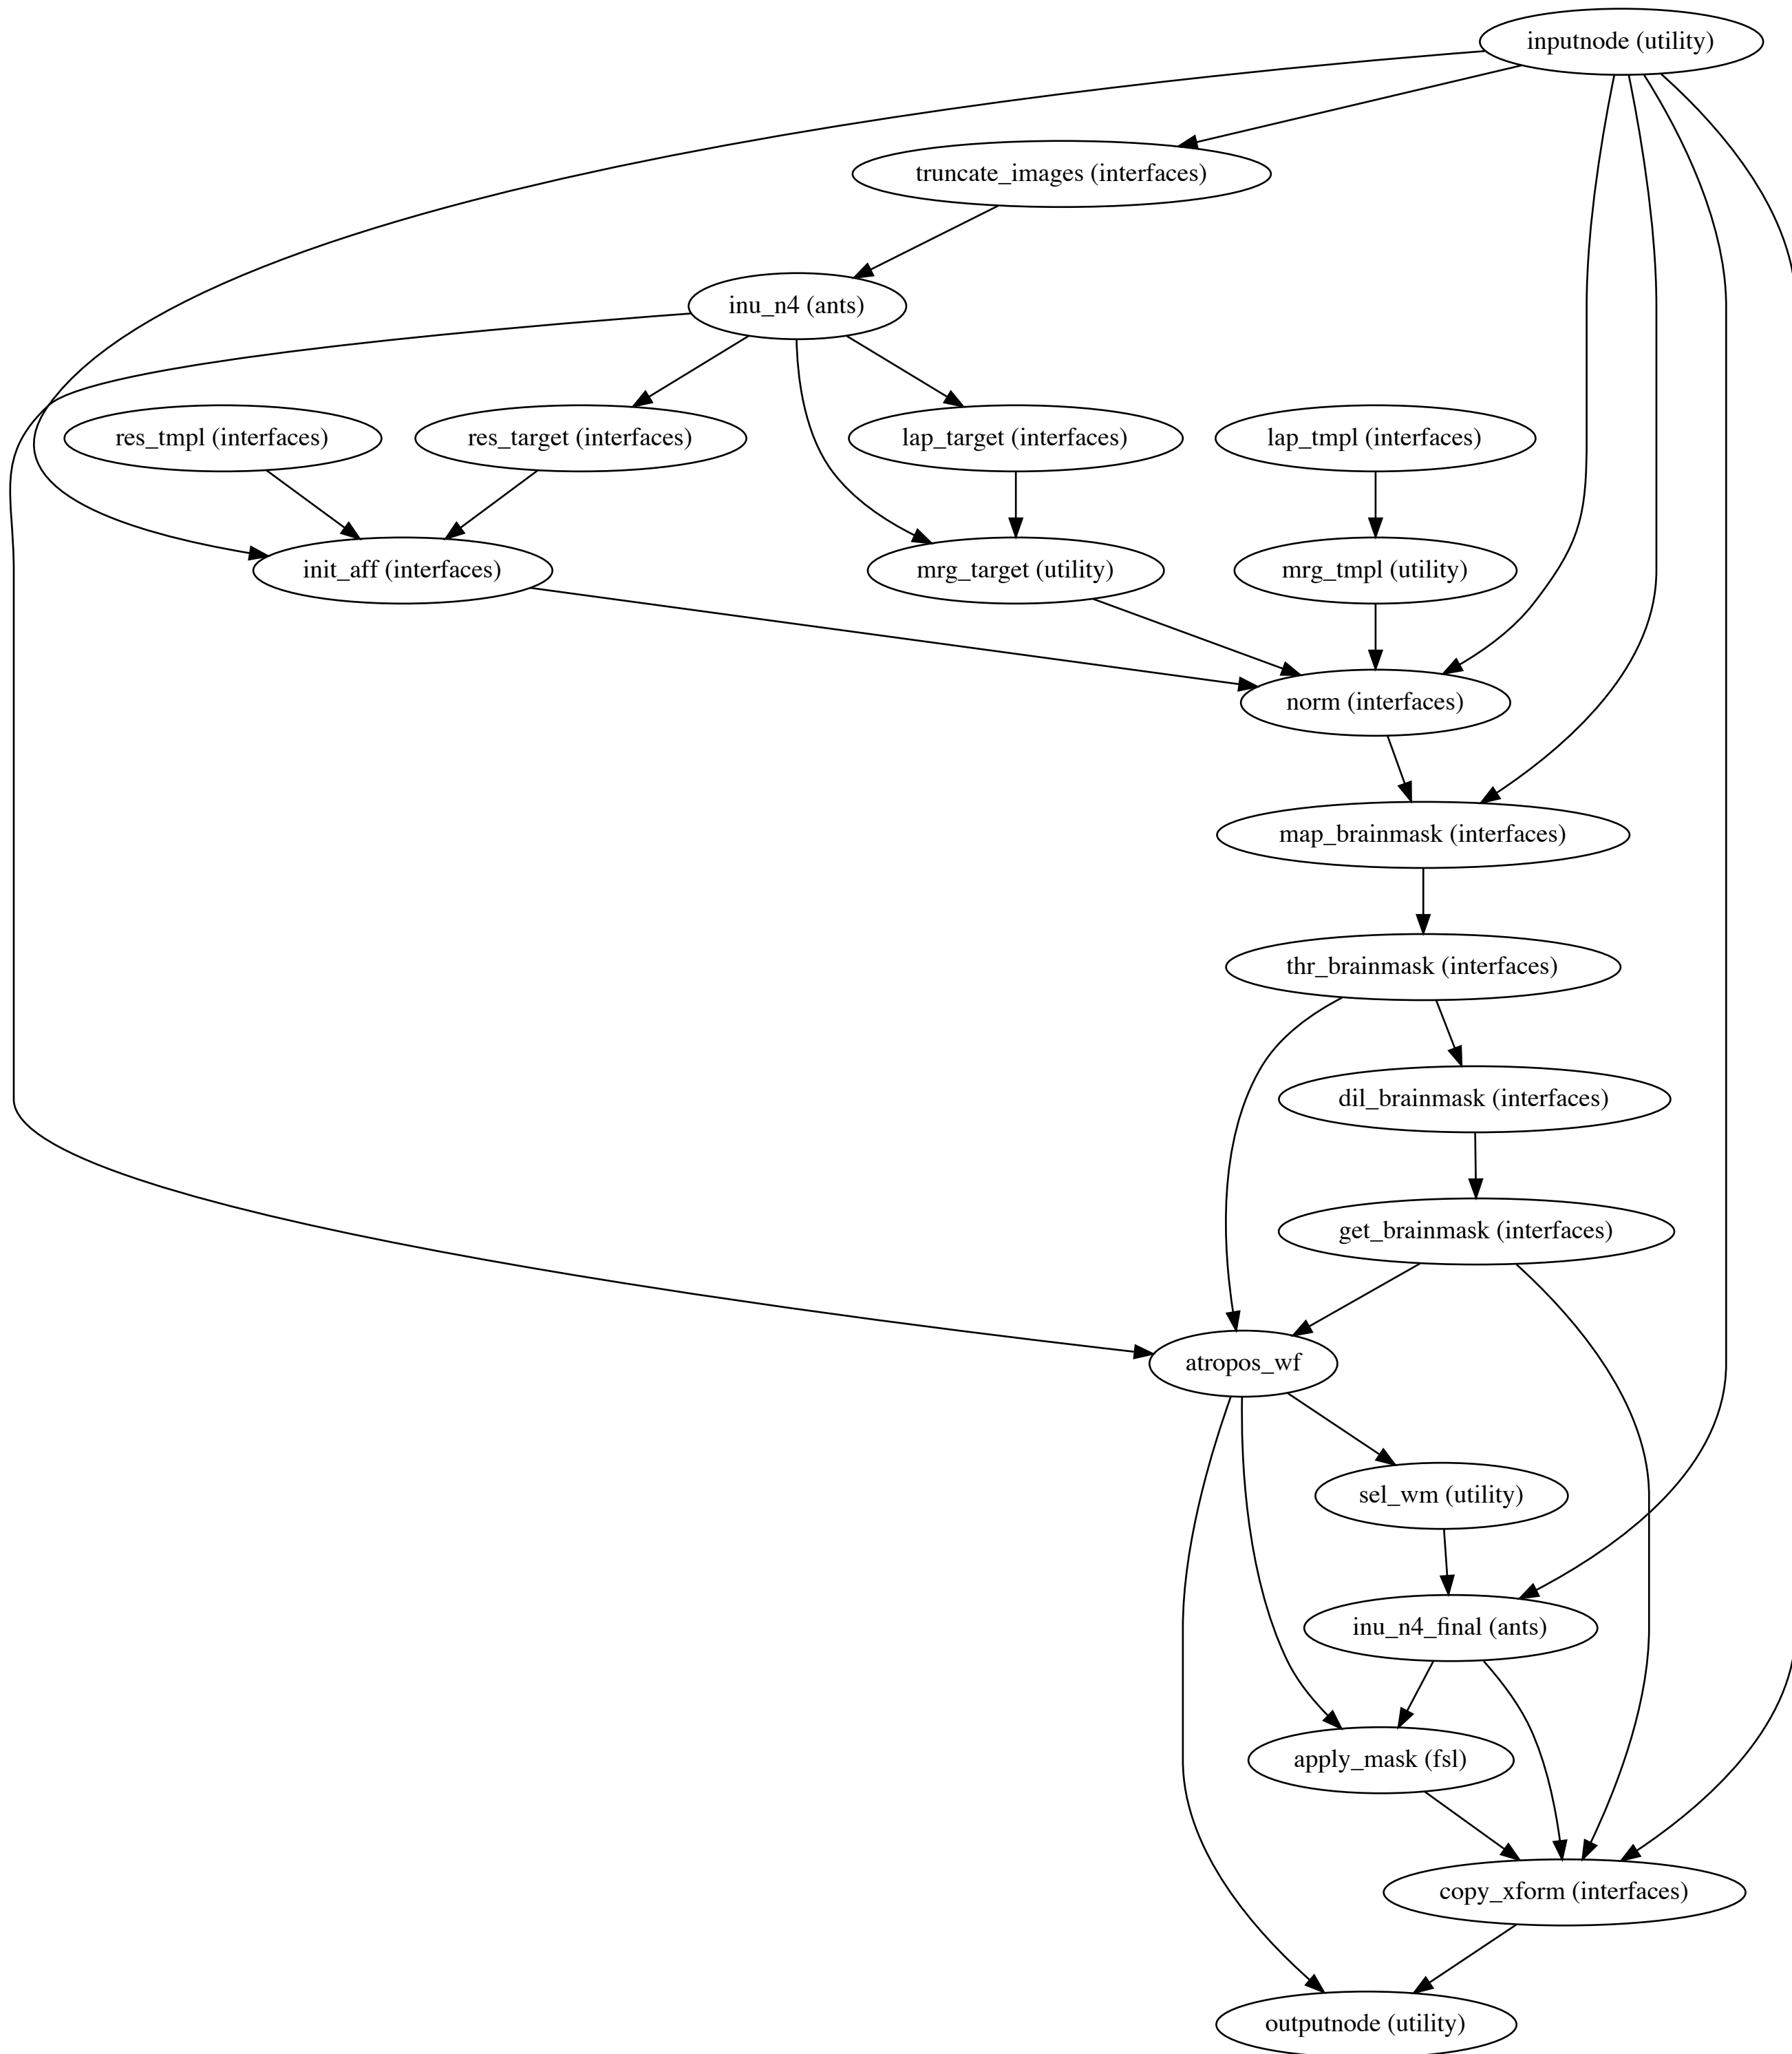 inputnode (utility)
truncate_images (interfaces)
inu_n4 (ants)
res_tmpl (interfaces)
res_target (interfaces)
lap_target (interfaces)
lap_tmpl (interfaces)
init_aff (interfaces)
mrg_target (utility)
mrg_tmpl (utility)
norm (interfaces)
map_brainmask (interfaces)
thr_brainmask (interfaces)
dil_brainmask (interfaces)
get_brainmask (interfaces)
atropos_wf
sel_wm (utility)
inu_n4_final (ants)
apply_mask (fsl)
copy_xform (interfaces)
outputnode (utility)